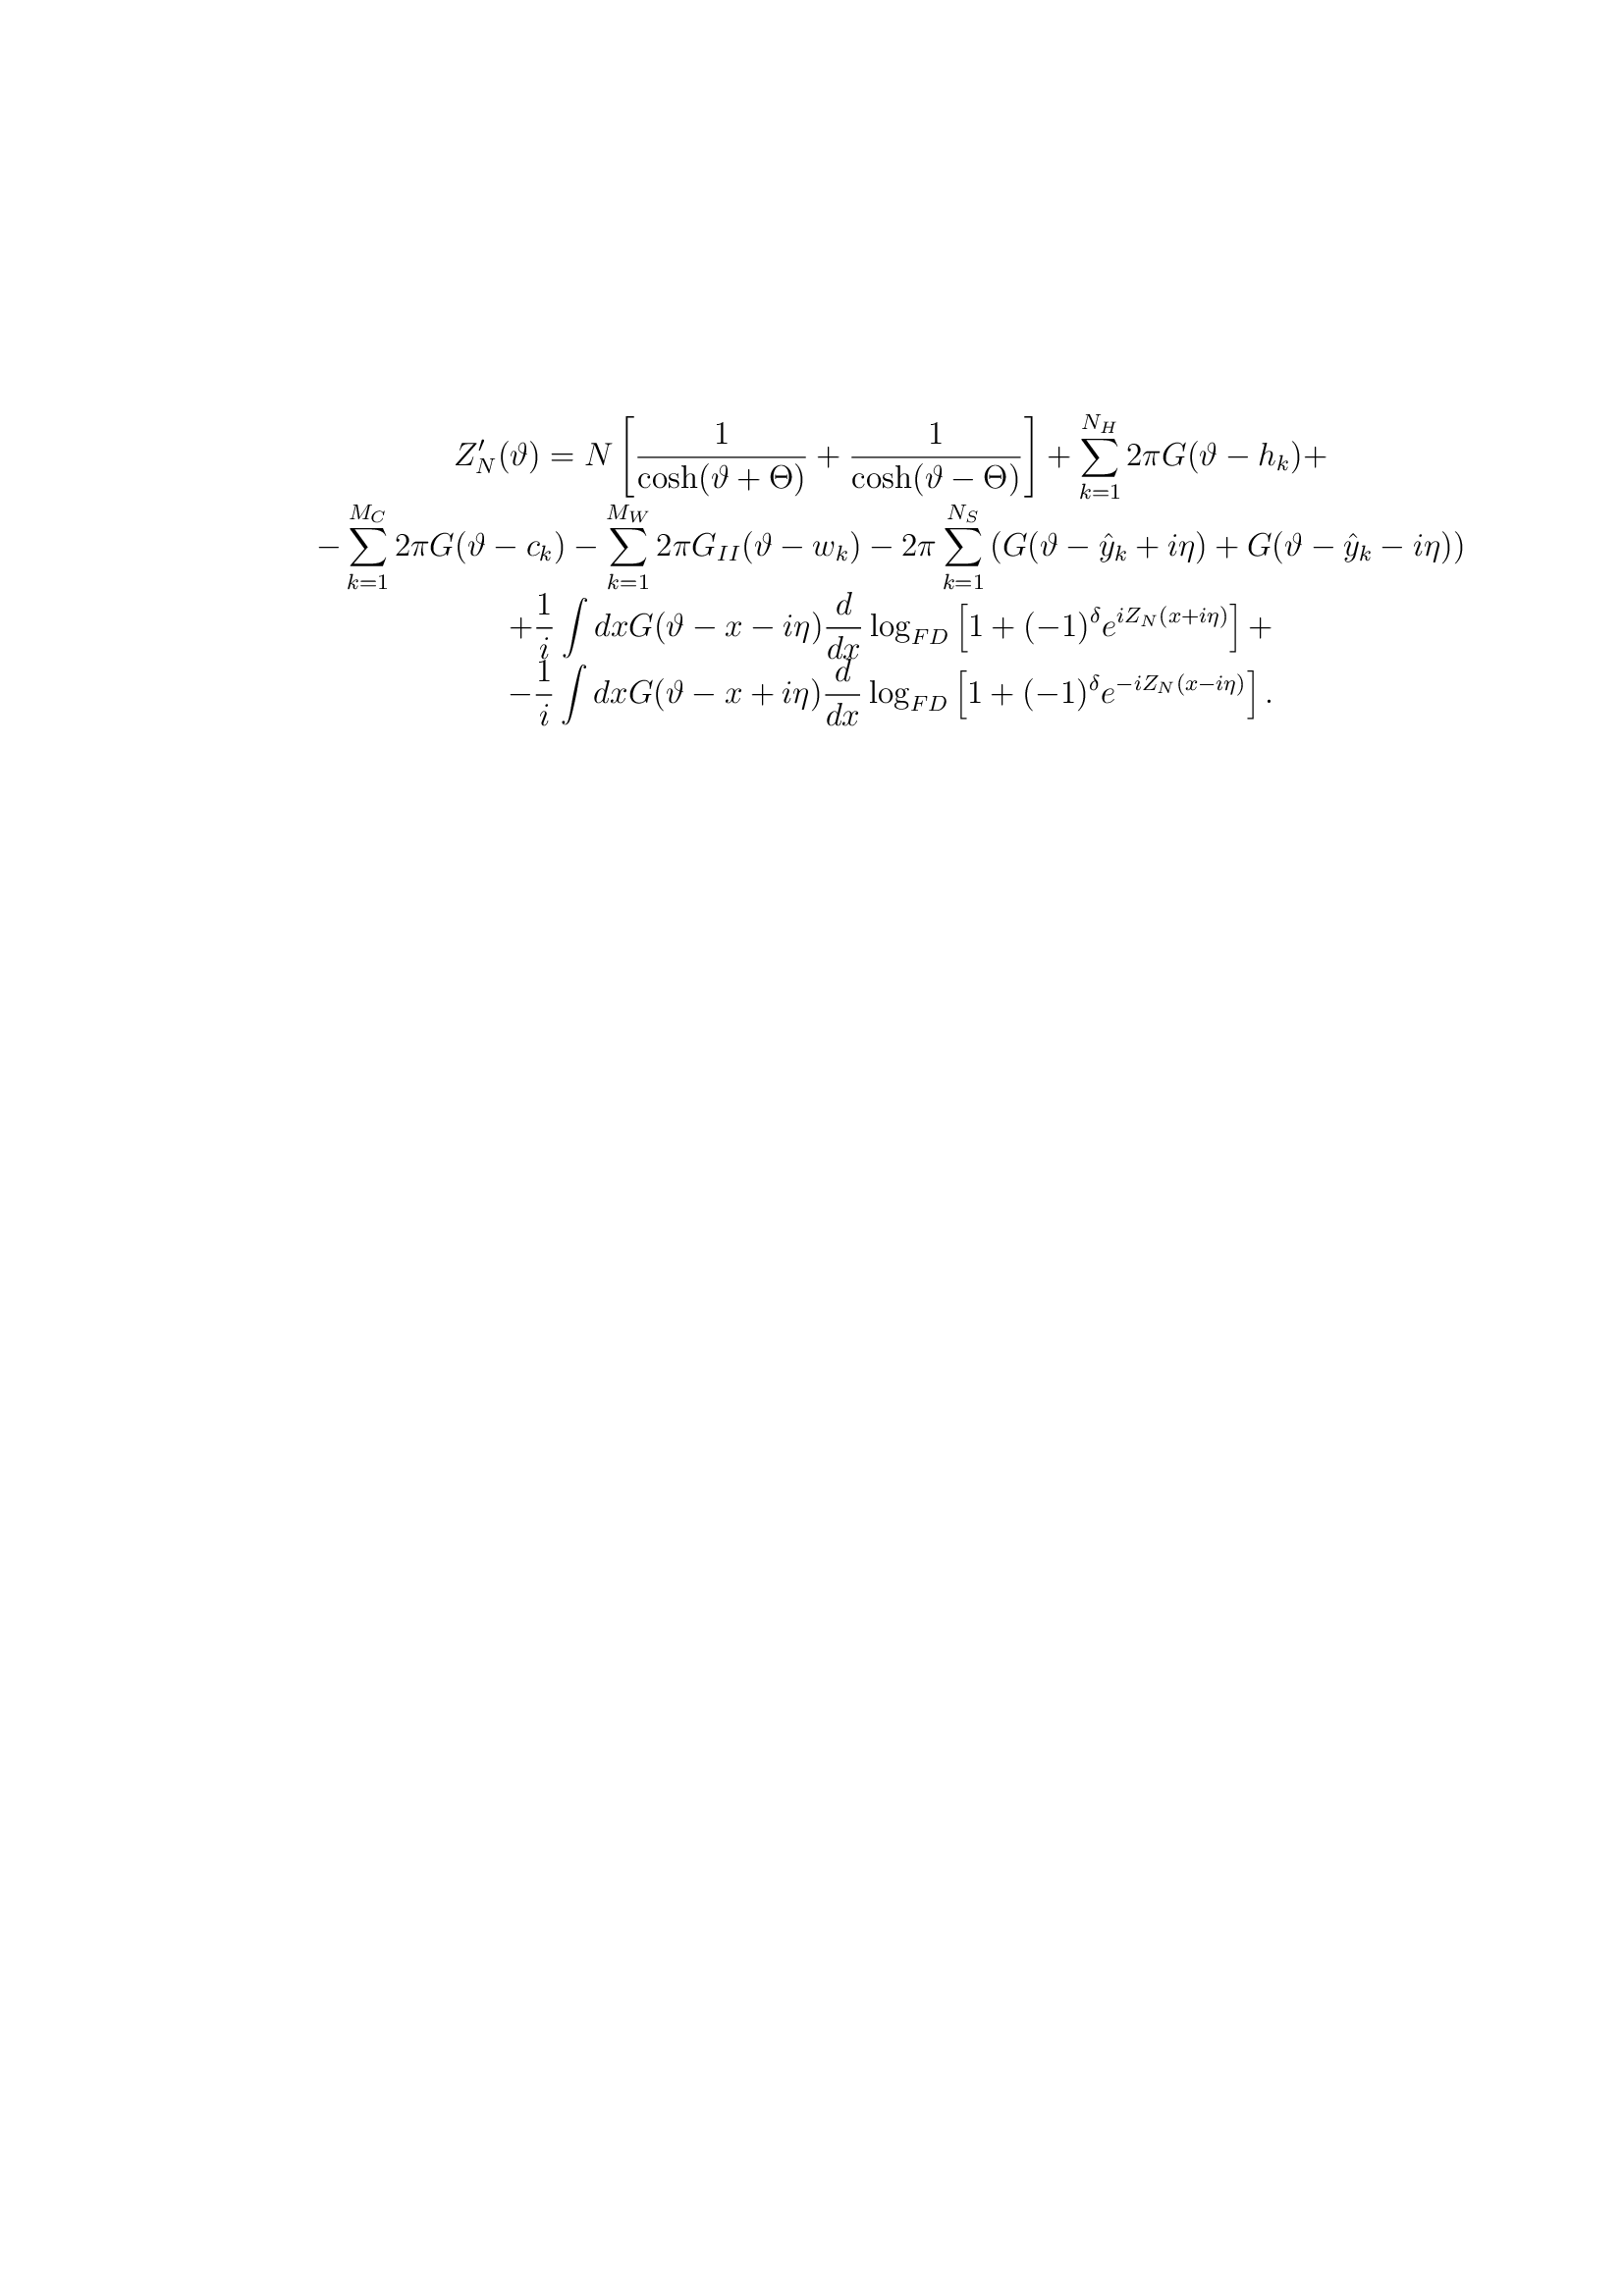 $Z_N'(\vartheta) = N \left[ \frac{1}{\cosh(\vartheta + \Theta)} + \frac{1}{\cosh(\vartheta - \Theta)} \right] + \sum_{k=1}^{N_H} 2\pi G(\vartheta - h_k) +$
$- \sum_{k=1}^{M_C} 2\pi G(\vartheta - c_k) - \sum_{k=1}^{M_W} 2\pi G_{II}(\vartheta - w_k) - 2\pi \sum_{k=1}^{N_S} \left( G(\vartheta - \hat{y}_k + i\eta) + G(\vartheta - \hat{y}_k - i\eta) \right)$
$+ \frac{1}{i} \int dx G(\vartheta - x - i\eta) \frac{d}{dx} \log_{FD} \left[ 1 + (-1)^\delta e^{iZ_N(x + i\eta)} \right] +$
$- \frac{1}{i} \int dx G(\vartheta - x + i\eta) \frac{d}{dx} \log_{FD} \left[ 1 + (-1)^\delta e^{-iZ_N(x - i\eta)} \right].$